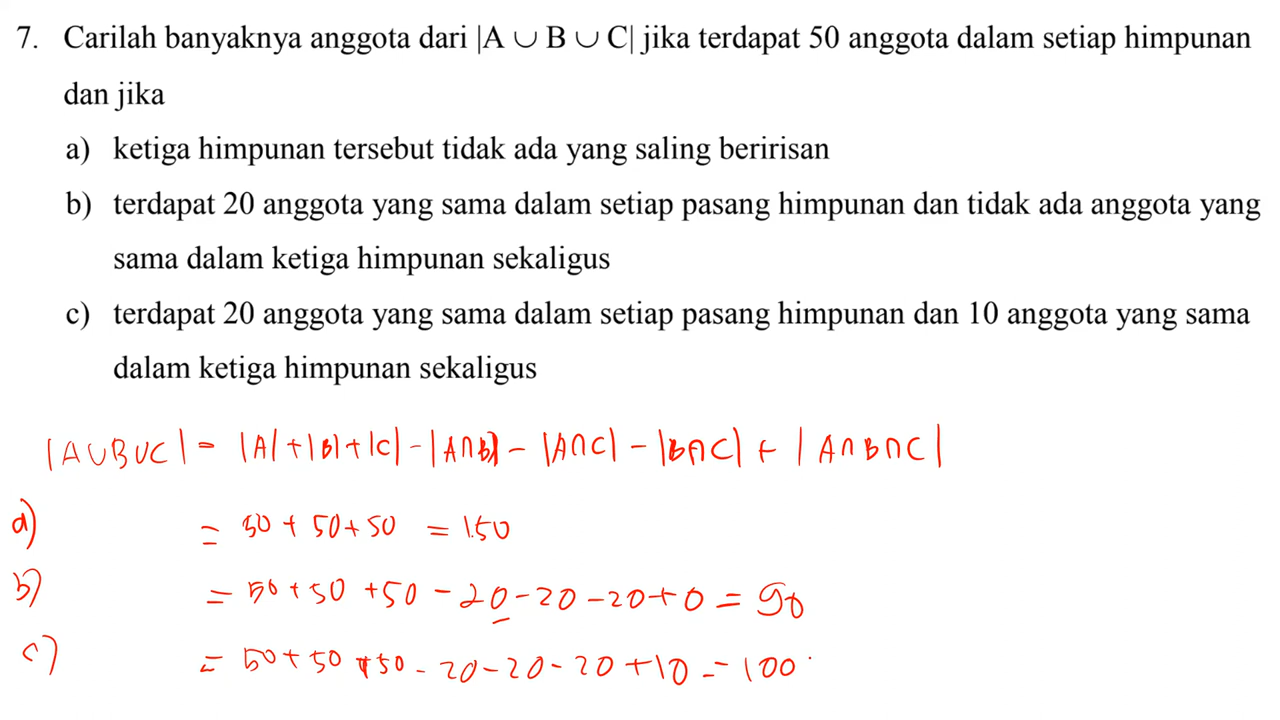 7. Carilah banyaknya anggota dari |A ∪ B ∪ C| jika terdapat 50 anggota dalam setiap himpunan
dan jika
a) ketiga himpunan tersebut tidak ada yang saling beririsan
b) terdapat 20 anggota yang sama dalam setiap pasang himpunan dan tidak ada anggota yang
sama dalam ketiga himpunan sekaligus
c) terdapat 20 anggota yang sama dalam setiap pasang himpunan dan 10 anggota yang sama
dalam ketiga himpunan sekaligus
|A∪B∪C| = |A|+|B|+|C| - |A∩B| - |A∩C| - |B∩C| + |A∩B∩C|
a) = 50 + 50 + 50 = 150
b) = 50 + 50 + 50 - 20 - 20 - 20 + 0 = 90
c) = 50 + 50 + 50 - 20 - 20 - 20 + 10 = 100